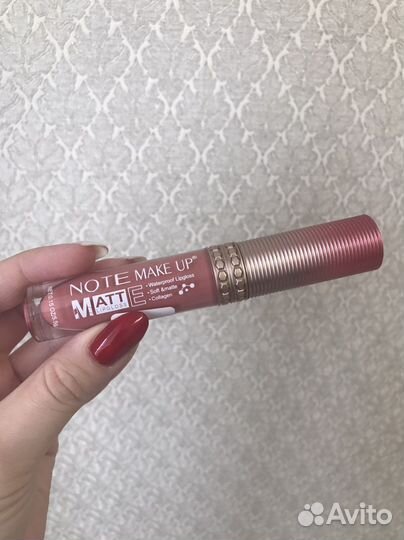 NOTE MAKE UP®
MATTE
LIPGLOSS
• Waterproof Lipgloss
• Soft &matte
• Collagen
Avito